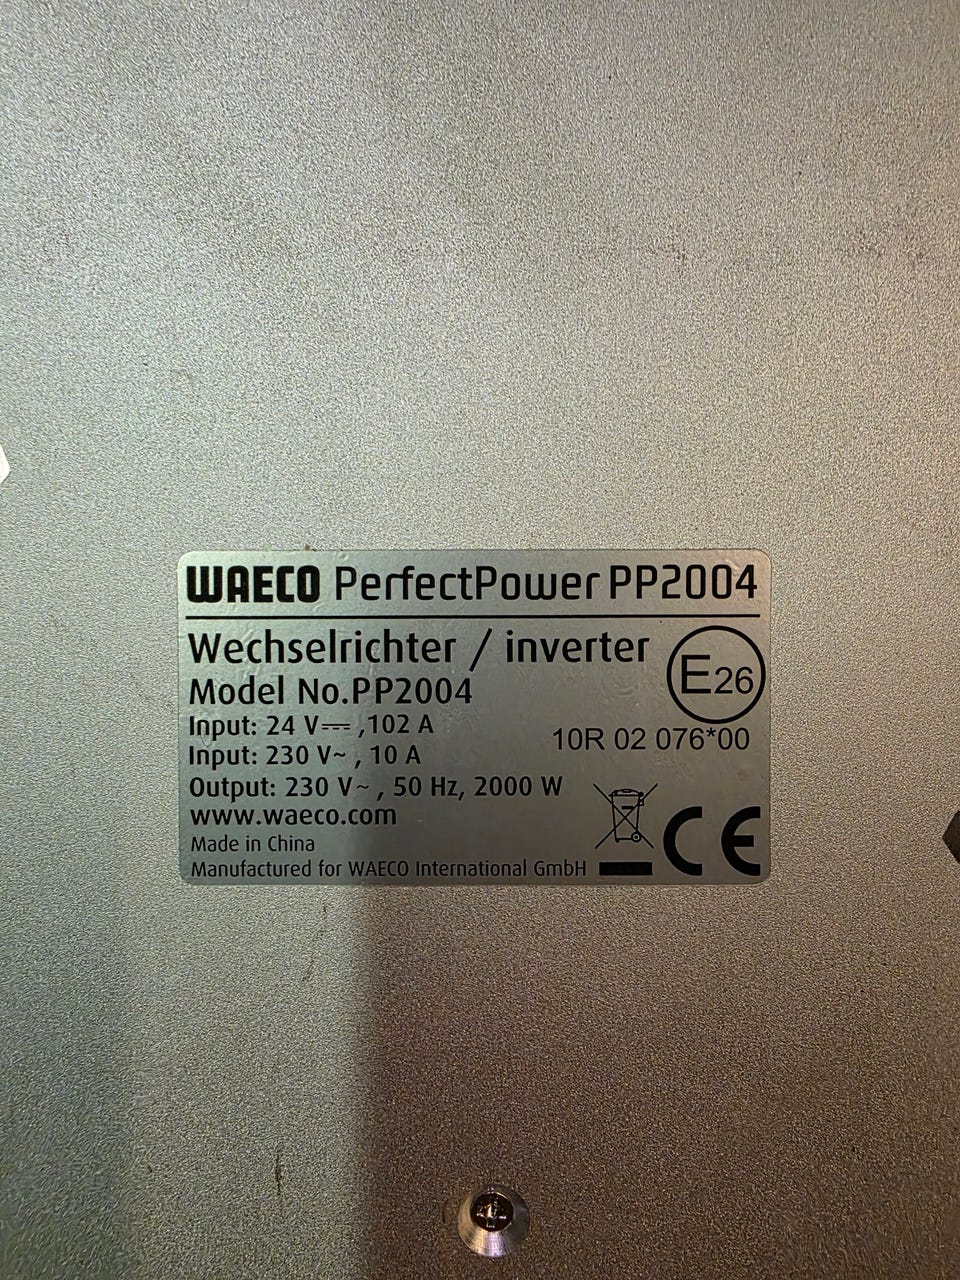 WAECO PerfectPower PP2004
Wechselrichter / inverter
Model No.PP2004
E26
Input: 24 V⎓ ,102 A
Input: 230 V~ , 10 A
10R 02 076*00
Output: 230 V~ , 50 Hz, 2000 W
www.waeco.com
Made in China
Manufactured for WAECO International GmbH
CE